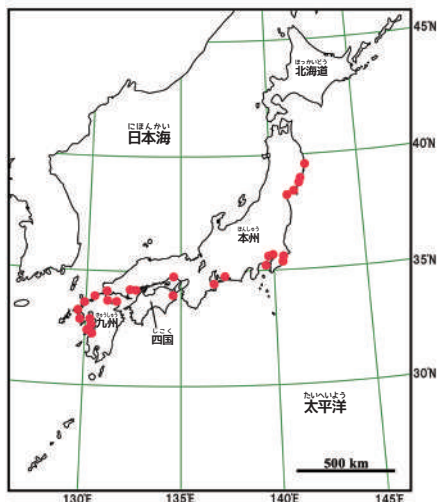 45°N
ほっかいどう
北海道
にほんかい
日本海
40°N
ほんしゅう
本州
35°N
きゅうしゅう
九州
しこく
四国
30°N
たいへいよう
太平洋
500 km
130°E
135°E
140°E
145°E